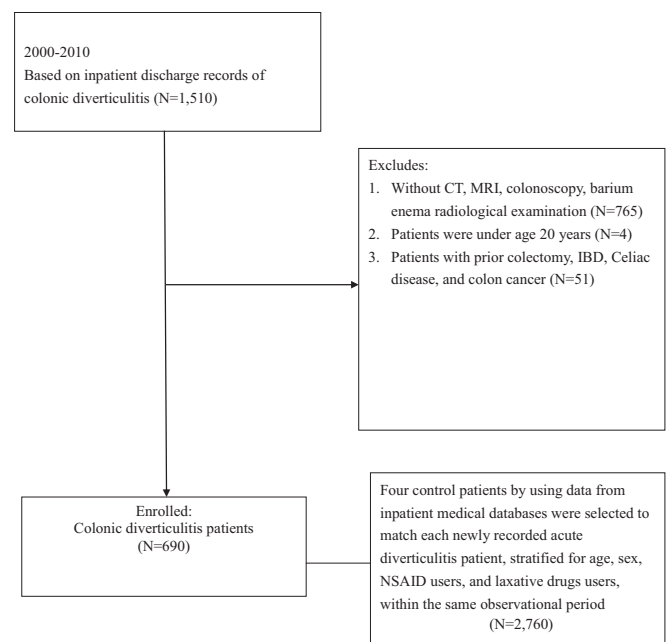 2000-2010
Based on inpatient discharge records of
colonic diverticulitis (N=1,510)
Excludes:
1. Without CT, MRI, colonoscopy, barium
enema radiological examination (N=765)
2. Patients were under age 20 years (N=4)
3. Patients with prior colectomy, IBD, Celiac
disease, and colon cancer (N=51)
Enrolled:
Colonic diverticulitis patients
(N=690)
Four control patients by using data from
inpatient medical databases were selected to
match each newly recorded acute
diverticulitis patient, stratified for age, sex,
NSAID users, and laxative drugs users,
within the same observational period
(N=2,760)